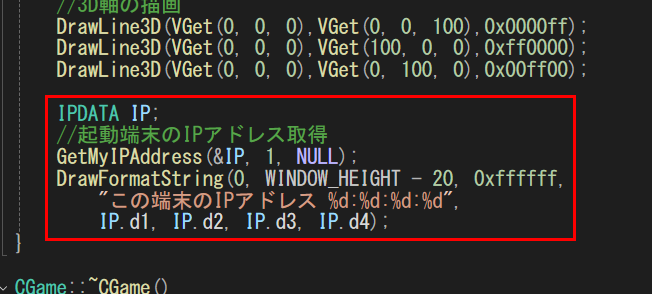 //3D軸の描画
DrawLine3D(VGet(0, 0, 0),VGet(0, 0, 100),0x0000ff);
DrawLine3D(VGet(0, 0, 0),VGet(100, 0, 0),0xff0000);
DrawLine3D(VGet(0, 0, 0),VGet(0, 100, 0),0x00ff00);
IPDATA IP;
//起動端末のIPアドレス取得
GetMyIPAddress(&IP, 1, NULL);
DrawFormatString(0, WINDOW_HEIGHT - 20, 0xffffff,
"この端末のIPアドレス %d:%d:%d:%d",
IP.d1, IP.d2, IP.d3, IP.d4);
}
CGame::~CGame()